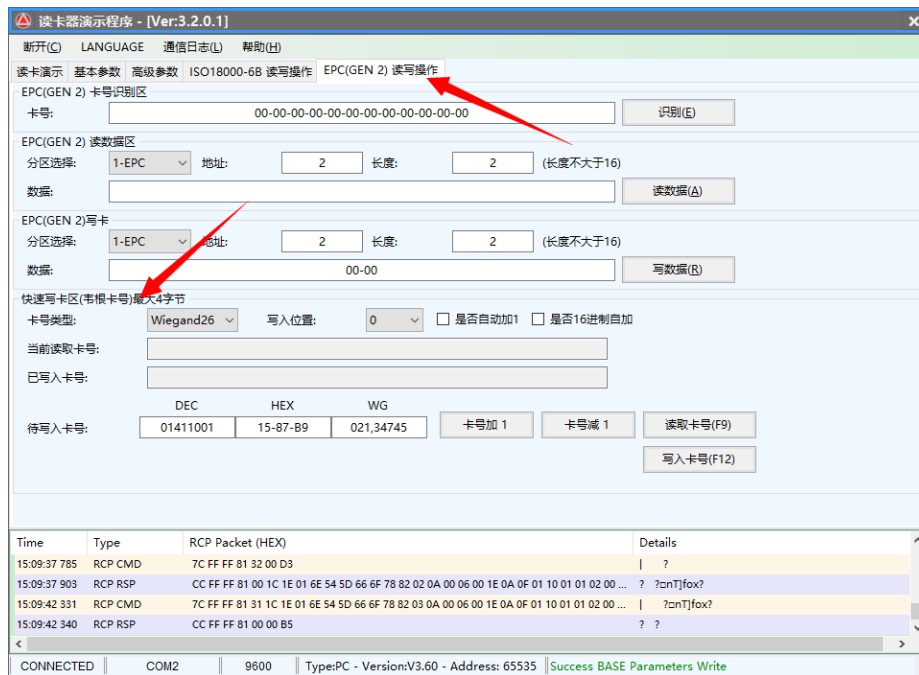 读卡器演示程序 - [Ver:3.2.0.1]
断开(C) LANGUAGE 通信日志(L) 帮助(H)
读卡演示 基本参数 高级参数 ISO18000-6B 读写操作 EPC(GEN 2) 读写操作
EPC(GEN 2) 卡号识别区
卡号: 00-00-00-00-00-00-00-00-00-00-00-00 识别(E)
EPC(GEN 2) 读数据区
分区选择: 1-EPC 地址: 2 长度: 2 (长度不大于16)
数据: 读数据(A)
EPC(GEN 2)写卡
分区选择: 1-EPC 地址: 2 长度: 2 (长度不大于16)
数据: 00-00 写数据(R)
快速写卡区(韦根卡号)最大4字节
卡号类型: Wiegand26 写入位置: 0 是否自动加1 是否16进制自加
当前读取卡号:
已写入卡号:
DEC HEX WG
待写入卡号: 01411001 15-87-B9 021,34745 卡号加 1 卡号减 1 读取卡号(F9)
写入卡号(F12)
Time Type RCP Packet (HEX) Details
15:09:37 785 RCP CMD 7C FF FF 81 32 00 D3 | ?
15:09:37 903 RCP RSP CC FF FF 81 00 1C 1E 01 6E 54 5D 66 6F 78 82 02 0A 00 06 00 1E 0A 0F 01 10 01 01 02 00 ... ? ?□nT]fox?
15:09:42 331 RCP CMD 7C FF FF 81 31 1C 1E 01 6E 54 5D 66 6F 78 82 03 0A 00 06 00 1E 0A 0F 01 10 01 01 02 00 ... | ?□nT]fox?
15:09:42 340 RCP RSP CC FF FF 81 00 00 B5 ? ?
CONNECTED COM2 9600 Type:PC - Version:V3.60 - Address: 65535 Success BASE Parameters Write